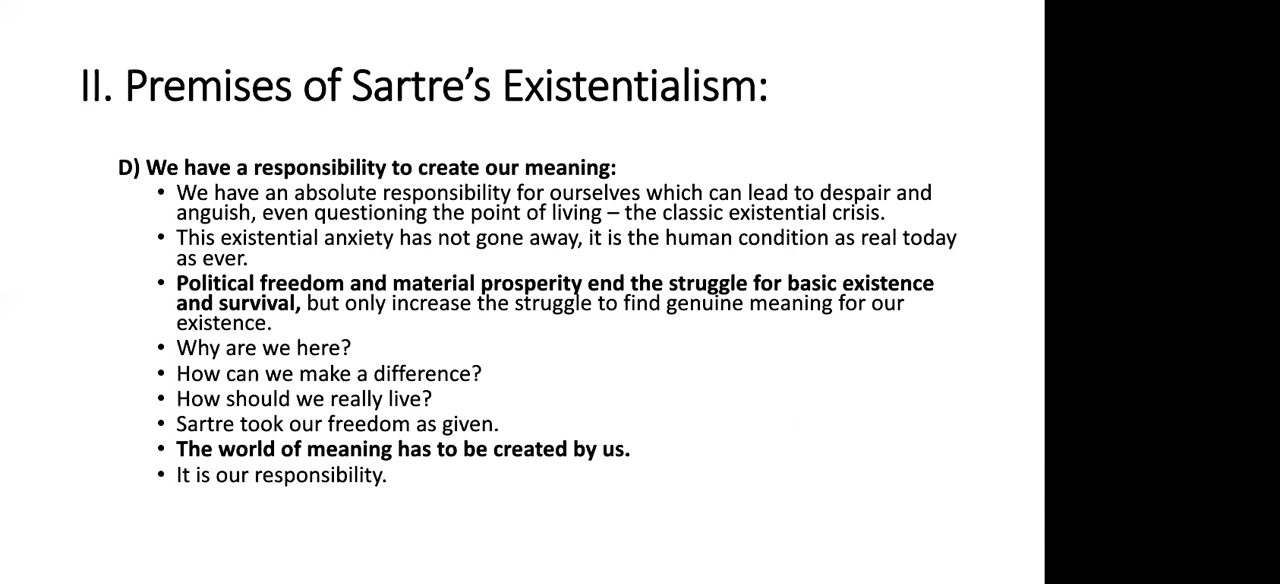 II. Premises of Sartre’s Existentialism:
D) We have a responsibility to create our meaning:
• We have an absolute responsibility for ourselves which can lead to despair and
anguish, even questioning the point of living – the classic existential crisis.
• This existential anxiety has not gone away, it is the human condition as real today
as ever.
• Political freedom and material prosperity end the struggle for basic existence
and survival, but only increase the struggle to find genuine meaning for our
existence.
• Why are we here?
• How can we make a difference?
• How should we really live?
• Sartre took our freedom as given.
• The world of meaning has to be created by us.
• It is our responsibility.